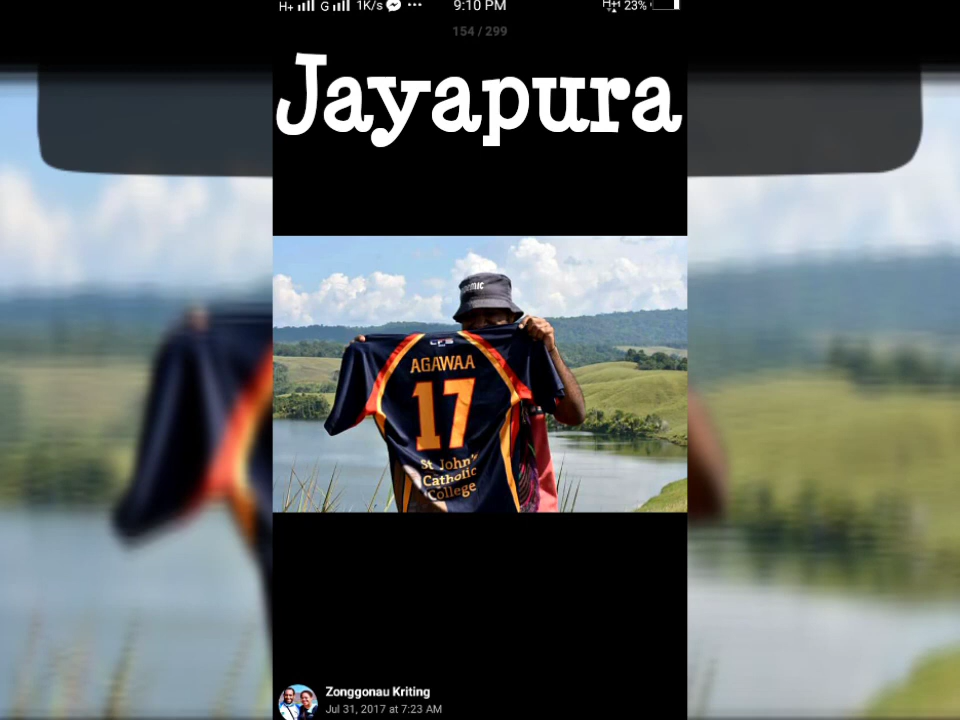 H+ G 1K/s ... 9:10 PM H+ 23%
154 / 299
Jayapura
AGAWAA
17
St John's
Catholic
College
Zonggonau Kriting
Jul 31, 2017 at 7:23 AM